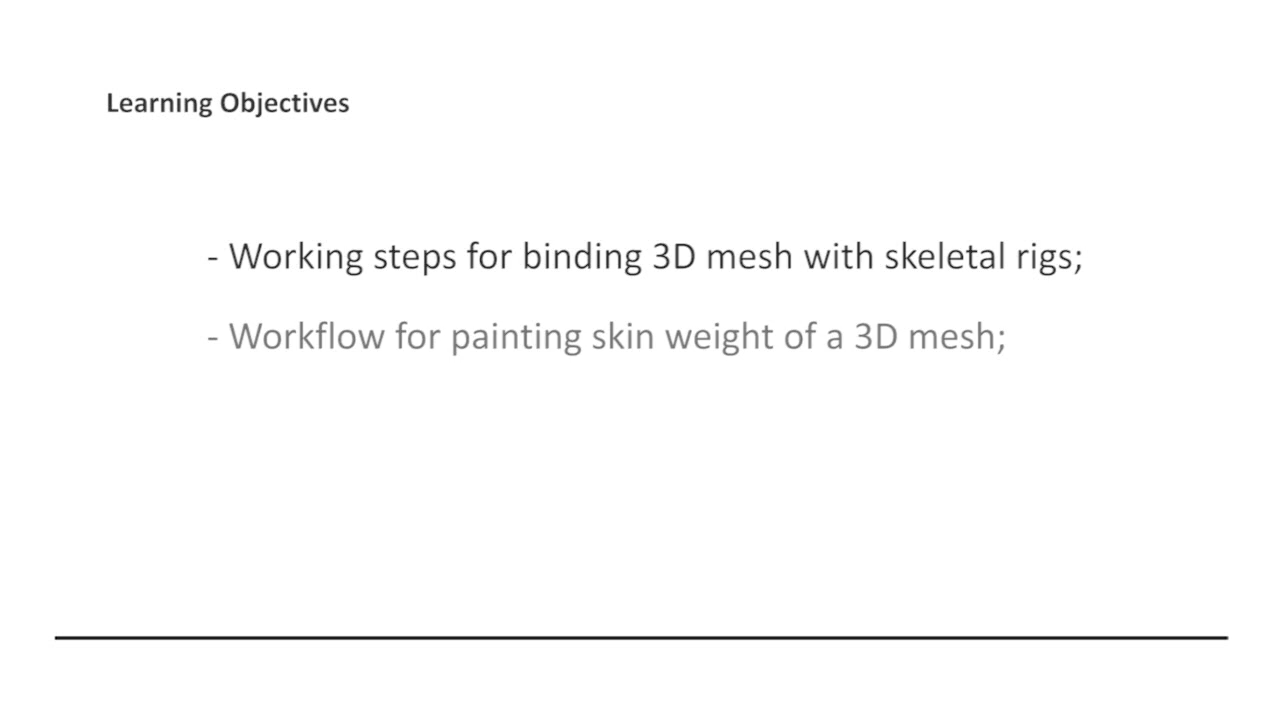 Learning Objectives
- Working steps for binding 3D mesh with skeletal rigs;
- Workflow for painting skin weight of a 3D mesh;